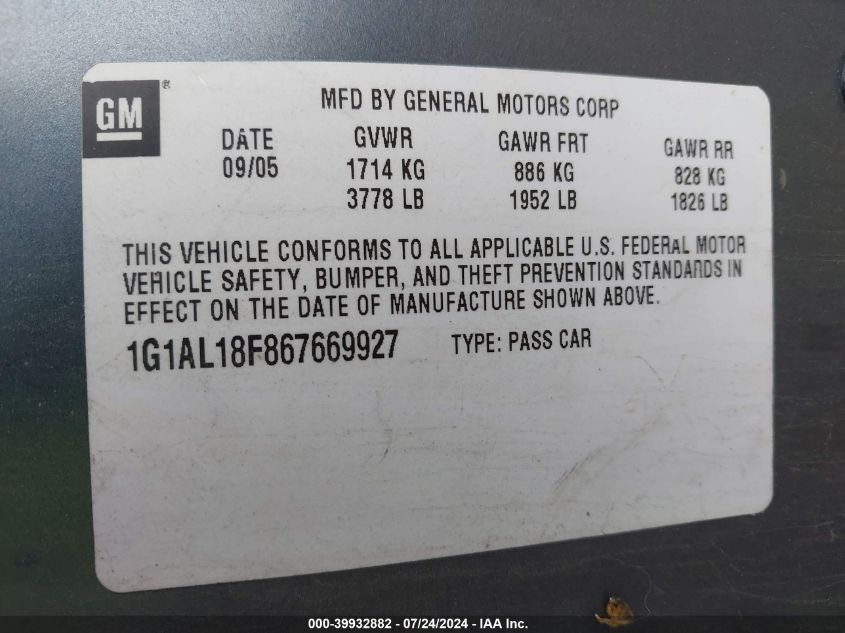 GM®
MFD BY GENERAL MOTORS CORP
DATE GVWR GAWR FRT GAWR RR
09/05 1714 KG 886 KG 828 KG
3778 LB 1952 LB 1826 LB
THIS VEHICLE CONFORMS TO ALL APPLICABLE U.S. FEDERAL MOTOR
VEHICLE SAFETY, BUMPER, AND THEFT PREVENTION STANDARDS IN
EFFECT ON THE DATE OF MANUFACTURE SHOWN ABOVE.
1G1AL18F867669927 TYPE: PASS CAR
000-39932882 / 07/24/2024 - IAA Inc.